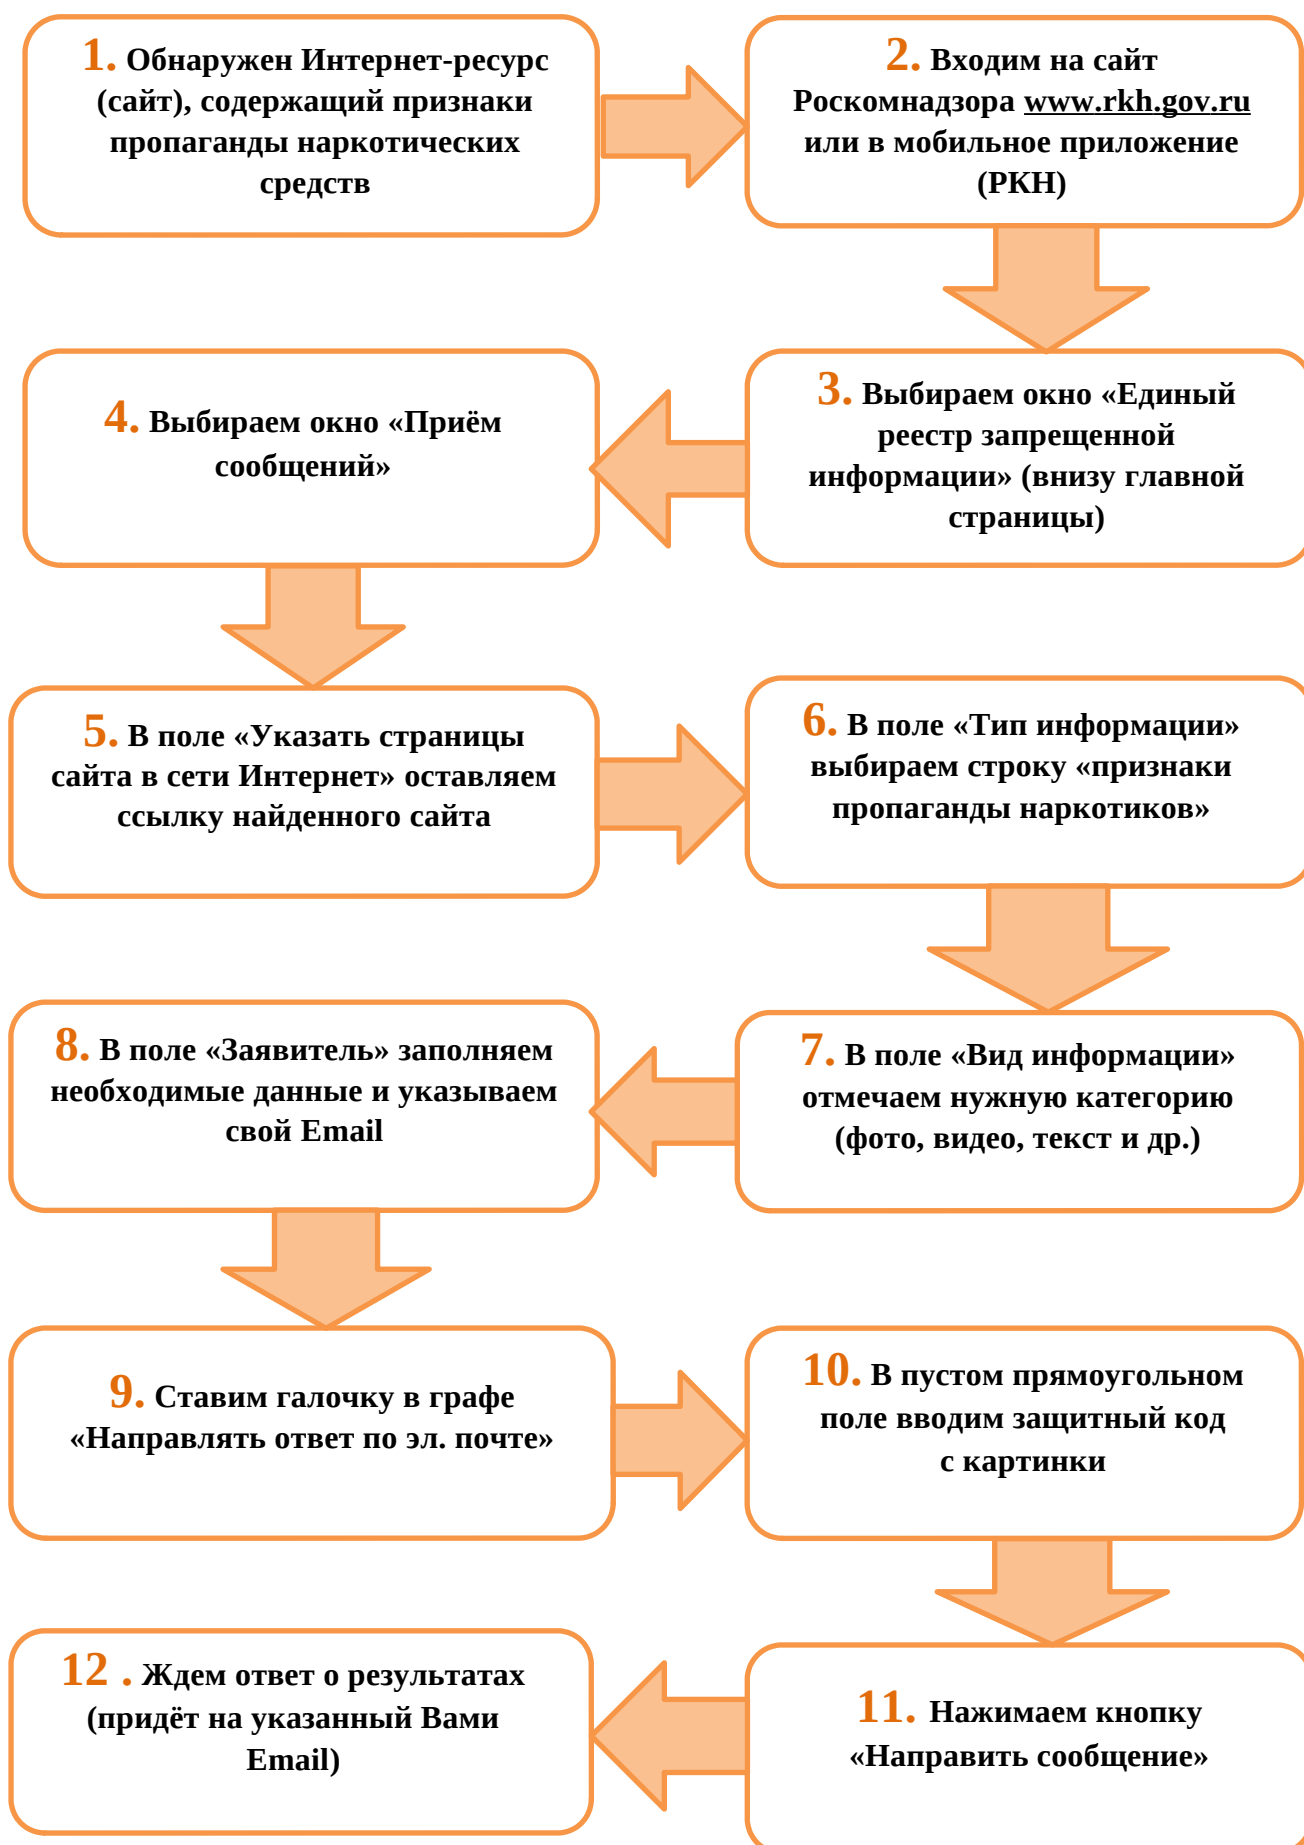 1. Обнаружен Интернет-ресурс
(сайт), содержащий признаки
пропаганды наркотических
средств
2. Входим на сайт
Роскомнадзора www.rkh.gov.ru
или в мобильное приложение
(РКН)
3. Выбираем окно «Единый
реестр запрещенной
информации» (внизу главной
страницы)
4. Выбираем окно «Приём
сообщений»
5. В поле «Указать страницы
сайта в сети Интернет» оставляем
ссылку найденного сайта
6. В поле «Тип информации»
выбираем строку «признаки
пропаганды наркотиков»
7. В поле «Вид информации»
отмечаем нужную категорию
(фото, видео, текст и др.)
8. В поле «Заявитель» заполняем
необходимые данные и указываем
свой Email
9. Ставим галочку в графе
«Направлять ответ по эл. почте»
10. В пустом прямоугольном
поле вводим защитный код
с картинки
11. Нажимаем кнопку
«Направить сообщение»
12 . Ждем ответ о результатах
(придёт на указанный Вами
Email)